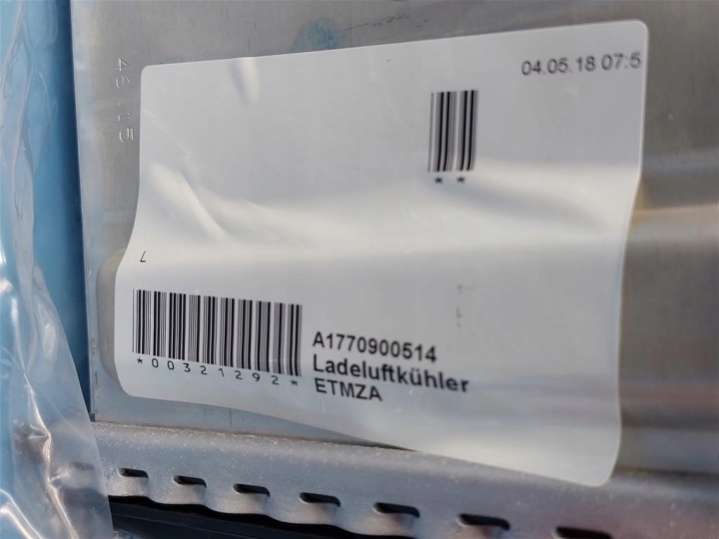 04.05.18 07:5
* *
L
*00321292*
A1770900514
Ladeluftkühler
ETMZA